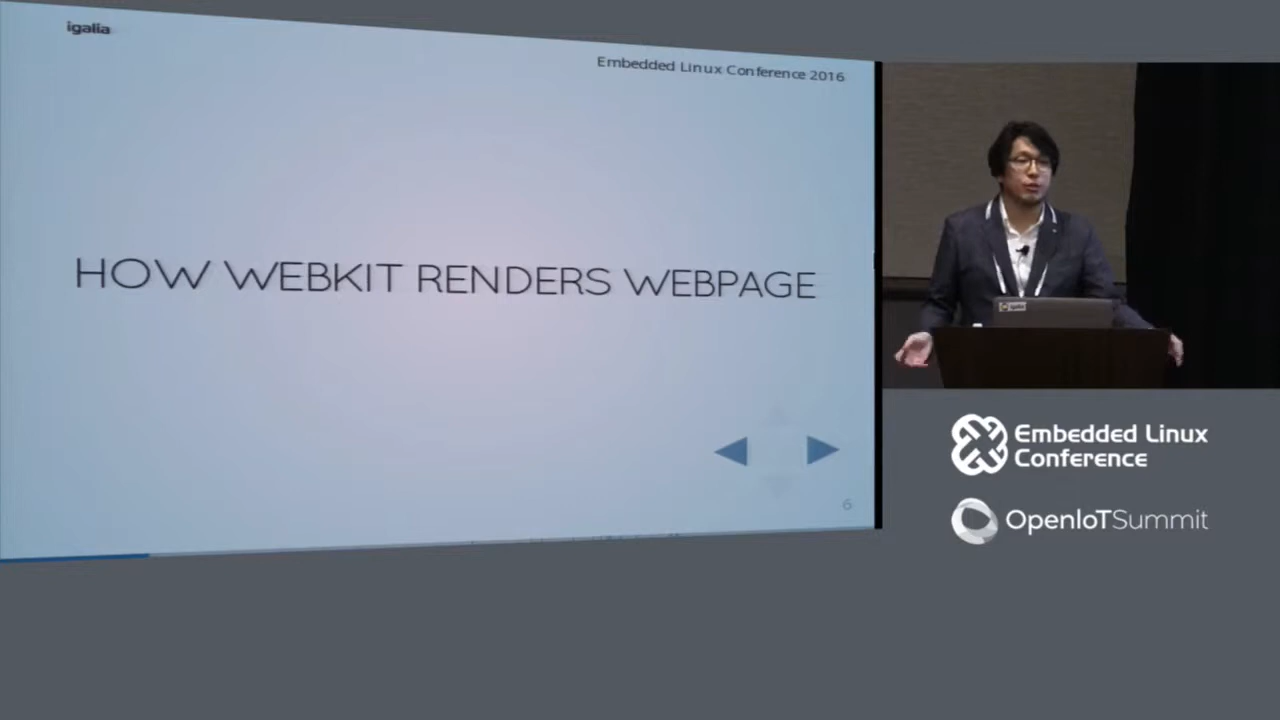 igalia
Embedded Linux Conference 2016
HOW WEBKIT RENDERS WEBPAGE
6
Embedded Linux
Conference
OpenIoTSummit